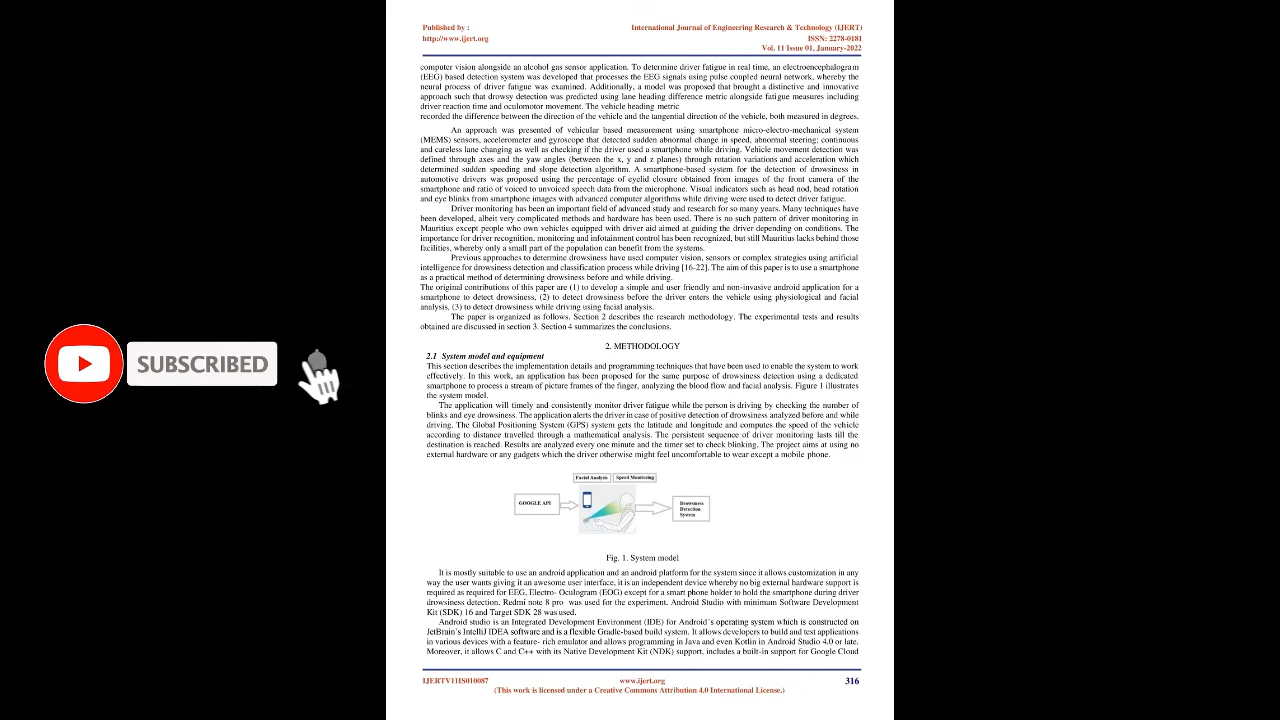 Published by :
International Journal of Engineering Research & Technology (IJERT)
http://www.ijert.org
ISSN: 2278-0181
Vol. 11 Issue 01, January-2022
computer vision alongside an alcohol gas sensor application. To determine driver fatigue in real time, an electroencephalogram
(EEG) based detection system was developed that processes the EEG signals using pulse coupled neural network, whereby the
neural process of driver fatigue was examined. Additionally, a model was proposed that brought a distinctive and innovative
approach such that drowsy detection was predicted using lane heading difference metric alongside fatigue measures including
driver reaction time and oculomotor movement. The vehicle heading metric
recorded the difference between the direction of the vehicle and the tangential direction of the vehicle, both measured in degrees.
An approach was presented of vehicular based measurement using smartphone micro-electro-mechanical system
(MEMS) sensors, accelerometer and gyroscope that detected sudden abnormal change in speed, abnormal steering; continuous
and careless lane changing as well as checking if the driver used a smartphone while driving. Vehicle movement detection was
defined through axes and the yaw angles (between the x, y and z planes) through rotation variations and acceleration which
determined sudden speeding and slope detection algorithm. A smartphone-based system for the detection of drowsiness in
automotive drivers was proposed using the percentage of eyelid closure obtained from images of the front camera of the
smartphone and ratio of voiced to unvoiced speech data from the microphone. Visual indicators such as head nod, head rotation
and eye blinks from smartphone images with advanced computer algorithms while driving were used to detect driver fatigue.
Driver monitoring has been an important field of advanced study and research for so many years. Many techniques have
been developed, albeit very complicated methods and hardware has been used. There is no such pattern of driver monitoring in
Mauritius except people who own vehicles equipped with driver aid aimed at guiding the driver depending on conditions. The
importance for driver recognition, monitoring and infotainment control has been recognized, but still Mauritius lacks behind those
facilities, whereby only a small part of the population can benefit from the systems.
Previous approaches to determine drowsiness have used computer vision, sensors or complex strategies using artificial
intelligence for drowsiness detection and classification process while driving [16-22]. The aim of this paper is to use a smartphone
as a practical method of determining drowsiness before and while driving.
The original contributions of this paper are (1) to develop a simple and user friendly and non-invasive android application for a
smartphone to detect drowsiness, (2) to detect drowsiness before the driver enters the vehicle using physiological and facial
analysis, (3) to detect drowsiness while driving using facial analysis.
The paper is organized as follows. Section 2 describes the research methodology. The experimental tests and results
obtained are discussed in section 3. Section 4 summarizes the conclusions.
2. METHODOLOGY
2.1 System model and equipment
This section describes the implementation details and programming techniques that have been used to enable the system to work
effectively. In this work, an application has been proposed for the same purpose of drowsiness detection using a dedicated
smartphone to process a stream of picture frames of the finger, analyzing the blood flow and facial analysis. Figure 1 illustrates
the system model.
The application will timely and consistently monitor driver fatigue while the person is driving by checking the number of
blinks and eye drowsiness. The application alerts the driver in case of positive detection of drowsiness analyzed before and while
driving. The Global Positioning System (GPS) system gets the latitude and longitude and computes the speed of the vehicle
according to distance travelled through a mathematical analysis. The persistent sequence of driver monitoring lasts till the
destination is reached. Results are analyzed every one minute and the timer set to check blinking. The project aims at using no
external hardware or any gadgets which the driver otherwise might feel uncomfortable to wear except a mobile phone.
SUBSCRIBED
Facial Analysis
Speed Monitoring
GOOGLE API
Drowsiness
Detection
System
Fig. 1. System model
It is mostly suitable to use an android application and an android platform for the system since it allows customization in any
way the user wants giving it an awesome user interface, it is an independent device whereby no big external hardware support is
required as required for EEG, Electro- Oculogram (EOG) except for a smart phone holder to hold the smartphone during driver
drowsiness detection. Redmi note 8 pro was used for the experiment. Android Studio with minimum Software Development
Kit (SDK) 16 and Target SDK 28 was used.
Android studio is an Integrated Development Environment (IDE) for Android's operating system which is constructed on
JetBrain's IntelliJ IDEA software and is a flexible Gradle-based build system. It allows developers to build and test applications
in various devices with a feature- rich emulator and allows programming in Java and even Kotlin in Android Studio 4.0 or late.
Moreover, it allows C and C++ with its Native Development Kit (NDK) support, includes a built-in support for Google Cloud
IJERTV11IS010087
www.ijert.org
316
(This work is licensed under a Creative Commons Attribution 4.0 International License.)